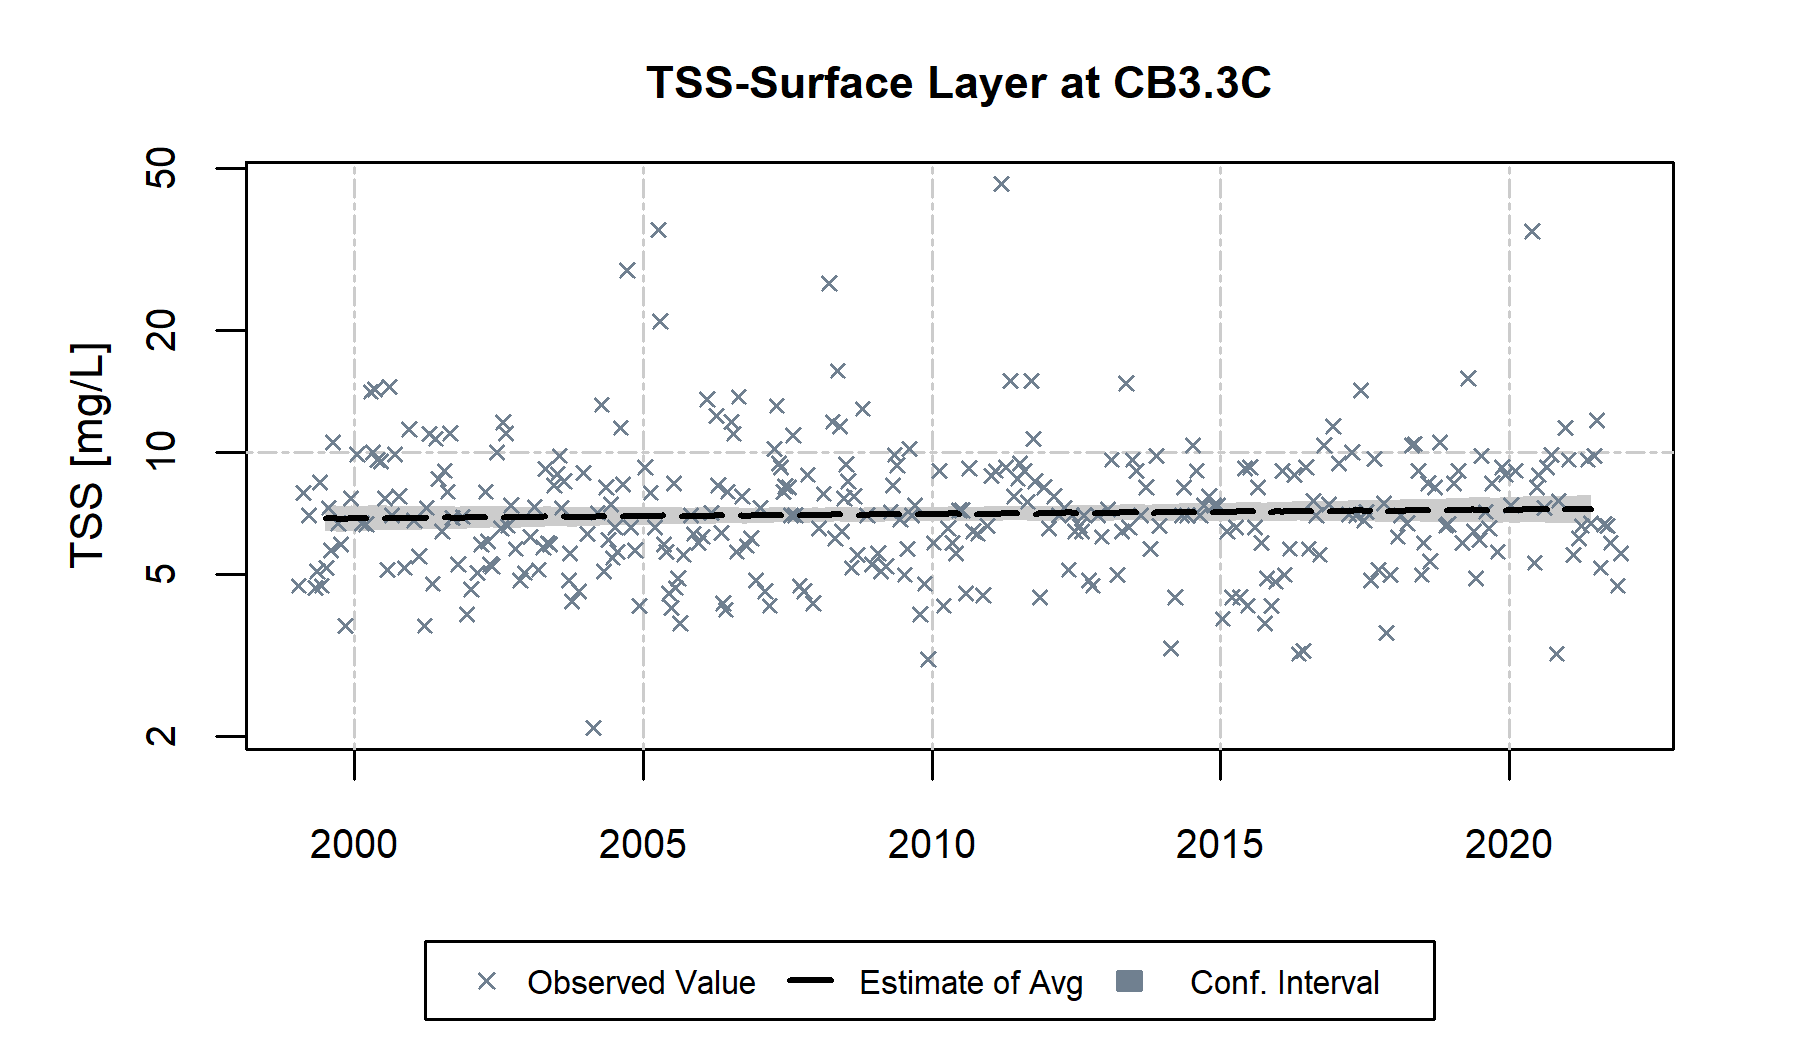 TSS-Surface Layer at CB3.3C
TSS [mg/L]
50
20
10
5
2
2000 2005 2010 2015 2020
Observed Value Estimate of Avg Conf. Interval